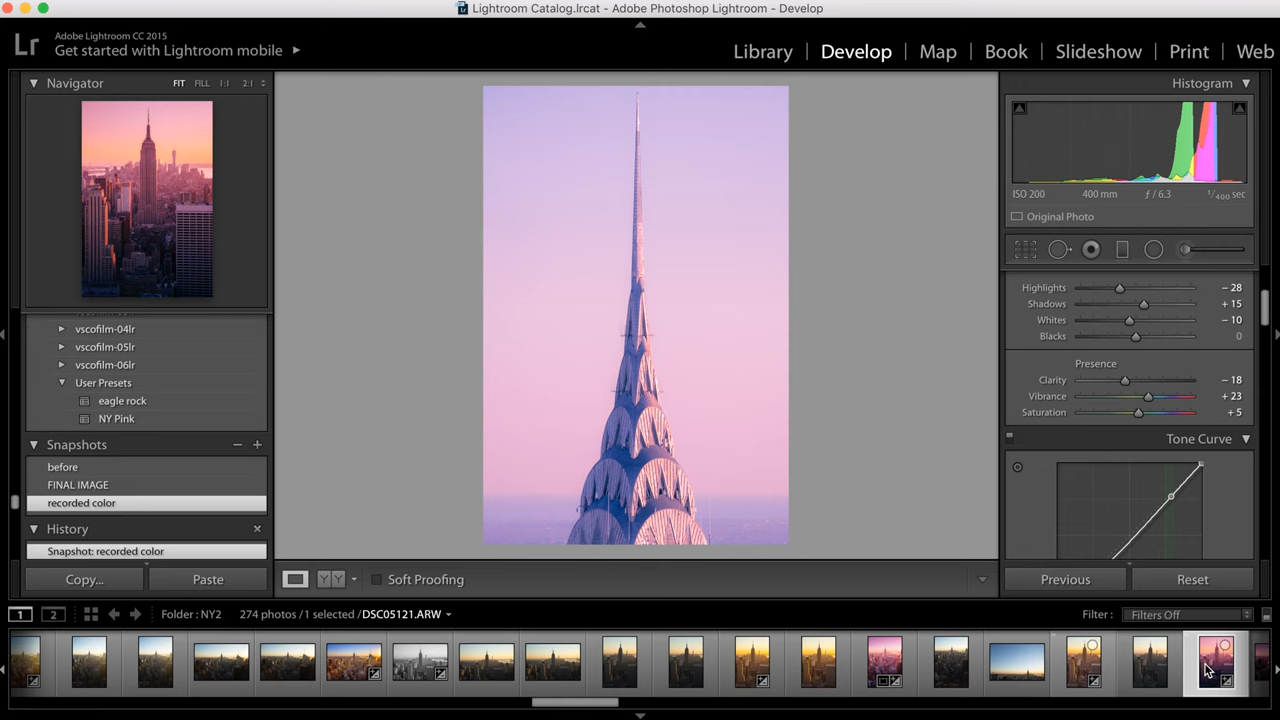 Lightroom Catalog.lrcat - Adobe Photoshop Lightroom - Develop
Lr
Adobe Lightroom CC 2015
Get started with Lightroom mobile
Library
Develop
Map
Book
Slideshow
Print
Web
Navigator
FIT
FILL
1:1
2:1
Histogram
ISO 200
400 mm
ƒ / 6.3
1/400 sec
Original Photo
vscofilm-04lr
vscofilm-05lr
vscofilm-06lr
User Presets
eagle rock
NY Pink
Snapshots
before
FINAL IMAGE
recorded color
History
Snapshot: recorded color
Copy...
Paste
Highlights - 28
Shadows + 15
Whites - 10
Blacks 0
Presence
Clarity - 18
Vibrance + 23
Saturation + 5
Tone Curve
YY
Soft Proofing
Previous
Reset
1
2
Folder : NY2
274 photos / 1 selected / DSC05121.ARW
Filter :
Filters Off